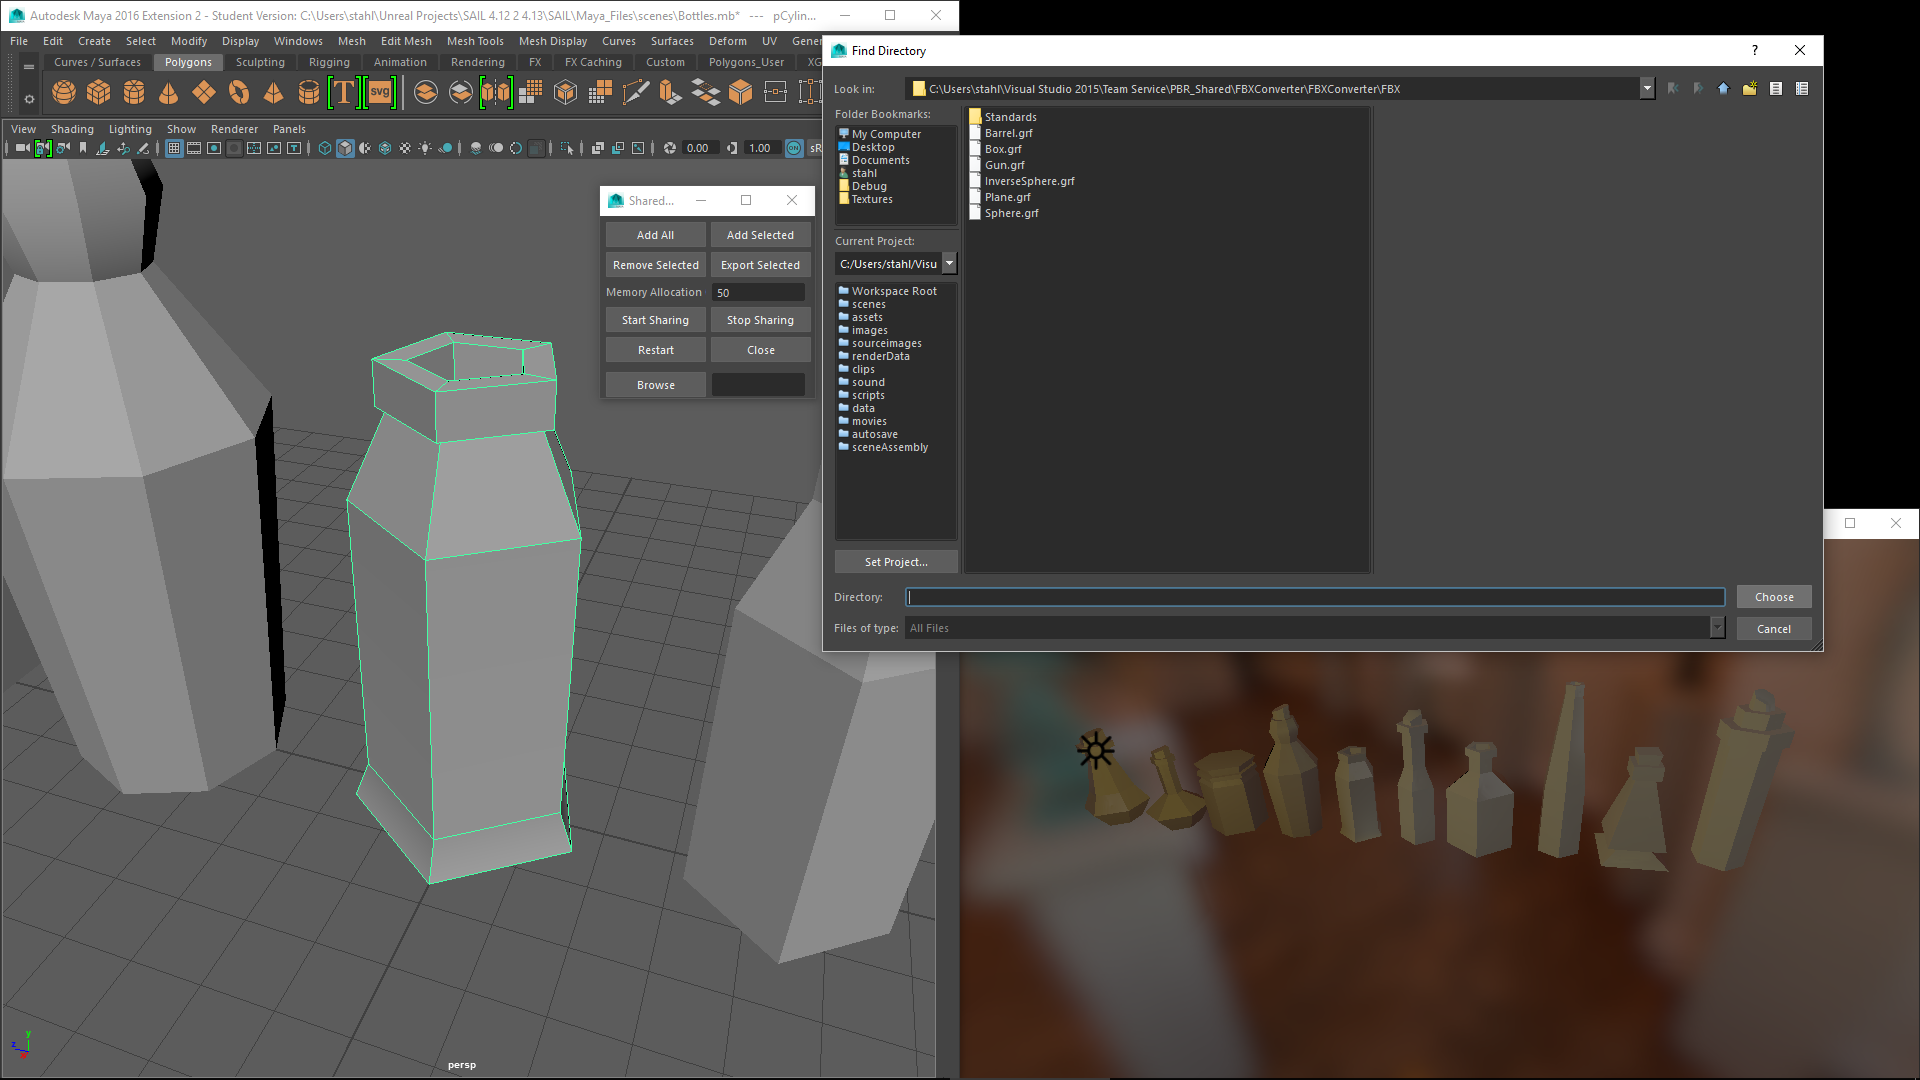 Autodesk Maya 2016 Extension 2 - Student Version: C:\Users\stahl\Unreal Projects\SAIL 4.12 2 4.13\SAIL\Maya_Files\scenes\Bottles.mb* --- pCylin...
File Edit Create Select Modify Display Windows Mesh Edit Mesh Mesh Tools Mesh Display Curves Surfaces Deform UV Gener
Curves / Surfaces Polygons Sculpting Rigging Animation Rendering FX FX Caching Custom Polygons_User XG
T svg
View Shading Lighting Show Renderer Panels
0.00 1.00 ON sR
Shared...
Add All Add Selected
Remove Selected Export Selected
Memory Allocation 50
Start Sharing Stop Sharing
Restart Close
Browse
persp
y
z
Find Directory
?
Look in: C:\Users\stahl\Visual Studio 2015\Team Service\PBR_Shared\FBXConverter\FBXConverter\FBX
Folder Bookmarks:
My Computer
Desktop
Documents
stahl
Debug
Textures
Current Project:
C:/Users/stahl/Visu
Workspace Root
scenes
assets
images
sourceimages
renderData
clips
sound
scripts
data
movies
autosave
sceneAssembly
Set Project...
Standards
Barrel.grf
Box.grf
Gun.grf
InverseSphere.grf
Plane.grf
Sphere.grf
Directory:
Choose
Files of type: All Files
Cancel